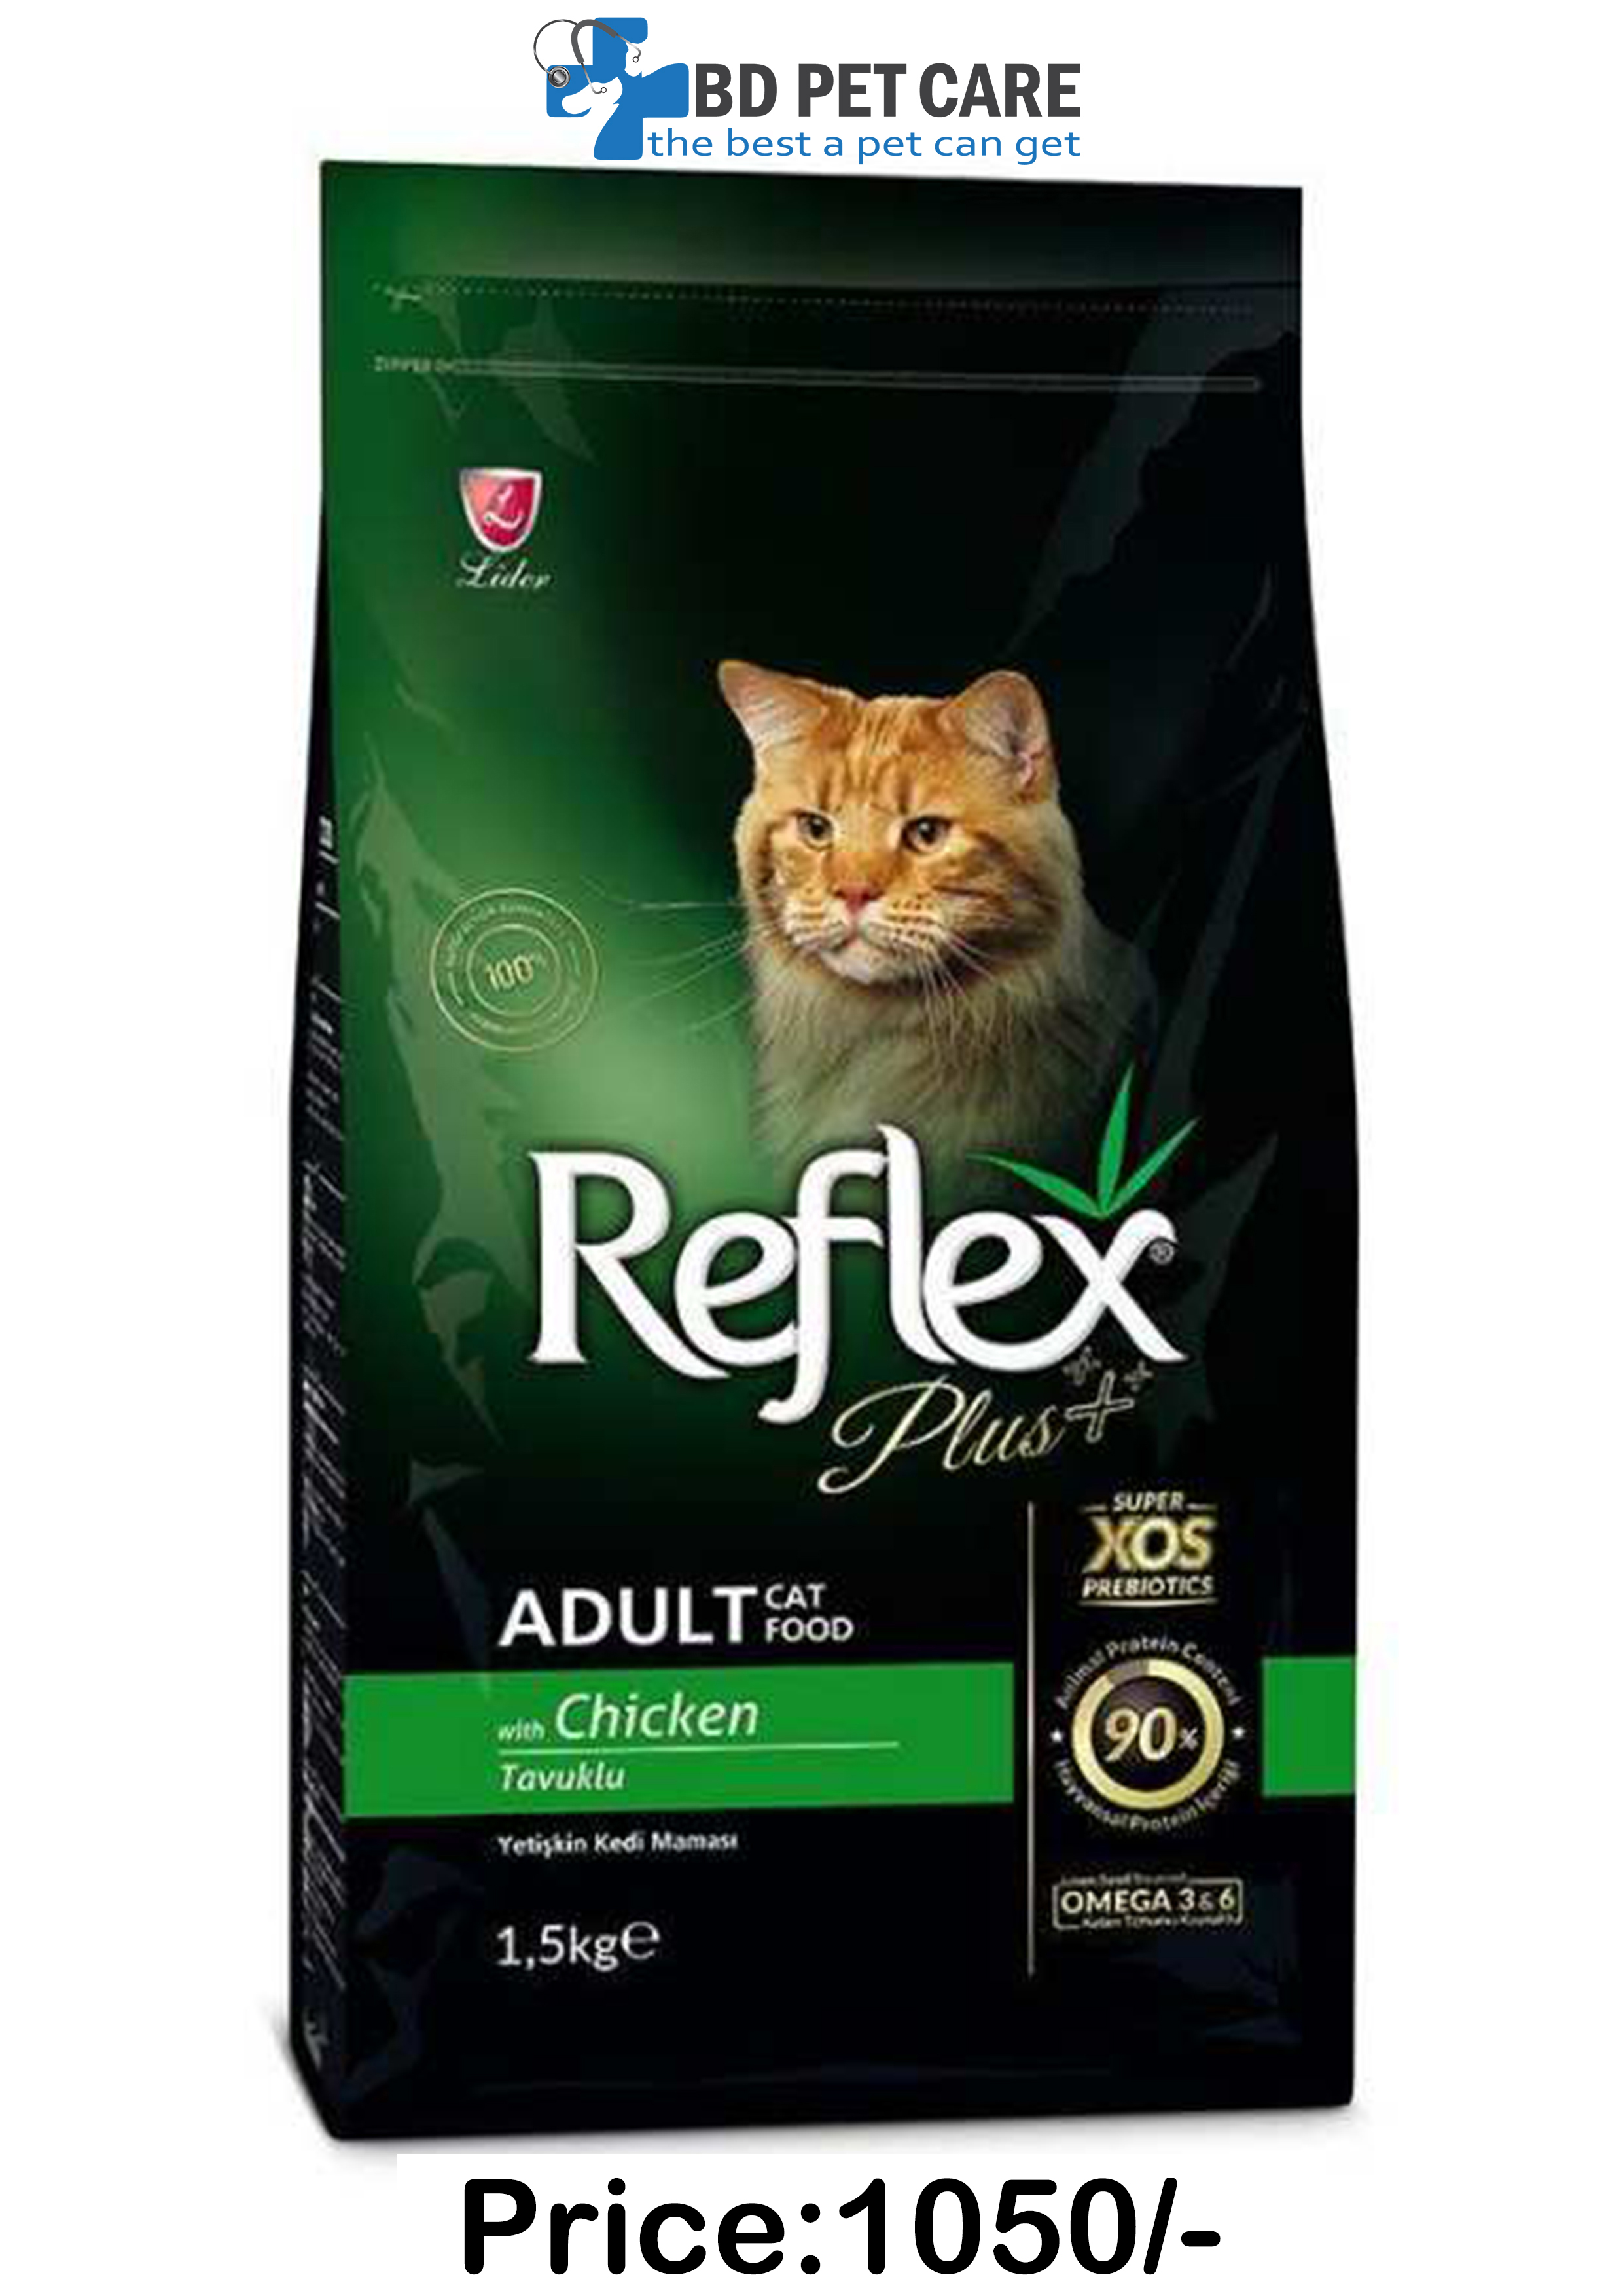 BD PET CARE
the best a pet can get
Lider
100%
Reflex®
Plus+
SUPER
XOS
PREBIOTICS
ADULT CAT FOOD
with Chicken
Tavuklu
Animal Protein Content
90%
Hayvansal Protein İçeriği
Yetişkin Kedi Maması
OMEGA 3 & 6
1,5kg℮
Price:1050/-